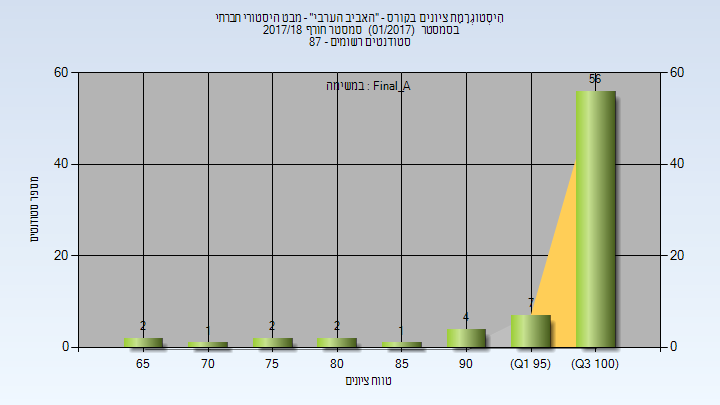 הִיסְטוֹגְרָמַת ציונים בקורס - "האביב הערבי" - מבט היסטורי חברתי
בסמסטר (01/2017) סמסטר חורף 2017/18
סטודנטים רשומים - 87
במשימה : Final_A
60
40
20
0
60
40
20
0
מספר סטודנטים
2
1
2
2
1
4
7
56
65
70
75
80
85
90
(Q1 95)
(Q3 100)
טווח ציונים